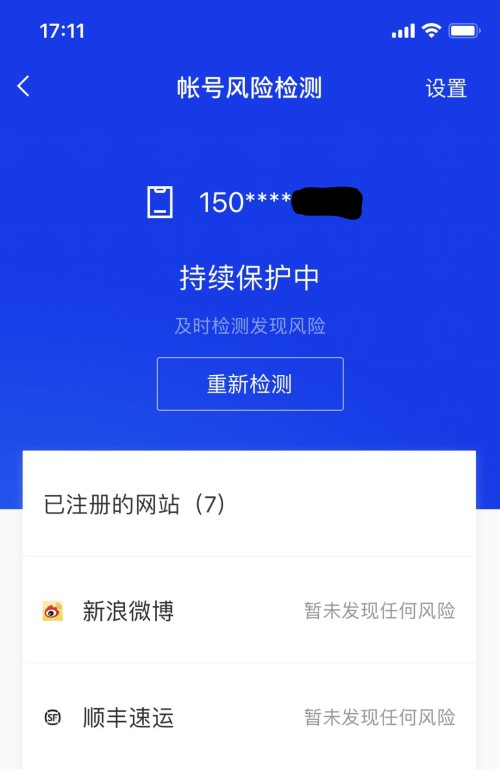 17:11
帐号风险检测
设置
150****
持续保护中
及时检测发现风险
重新检测
已注册的网站（7）
新浪微博
暂未发现任何风险
SF
顺丰速运
暂未发现任何风险